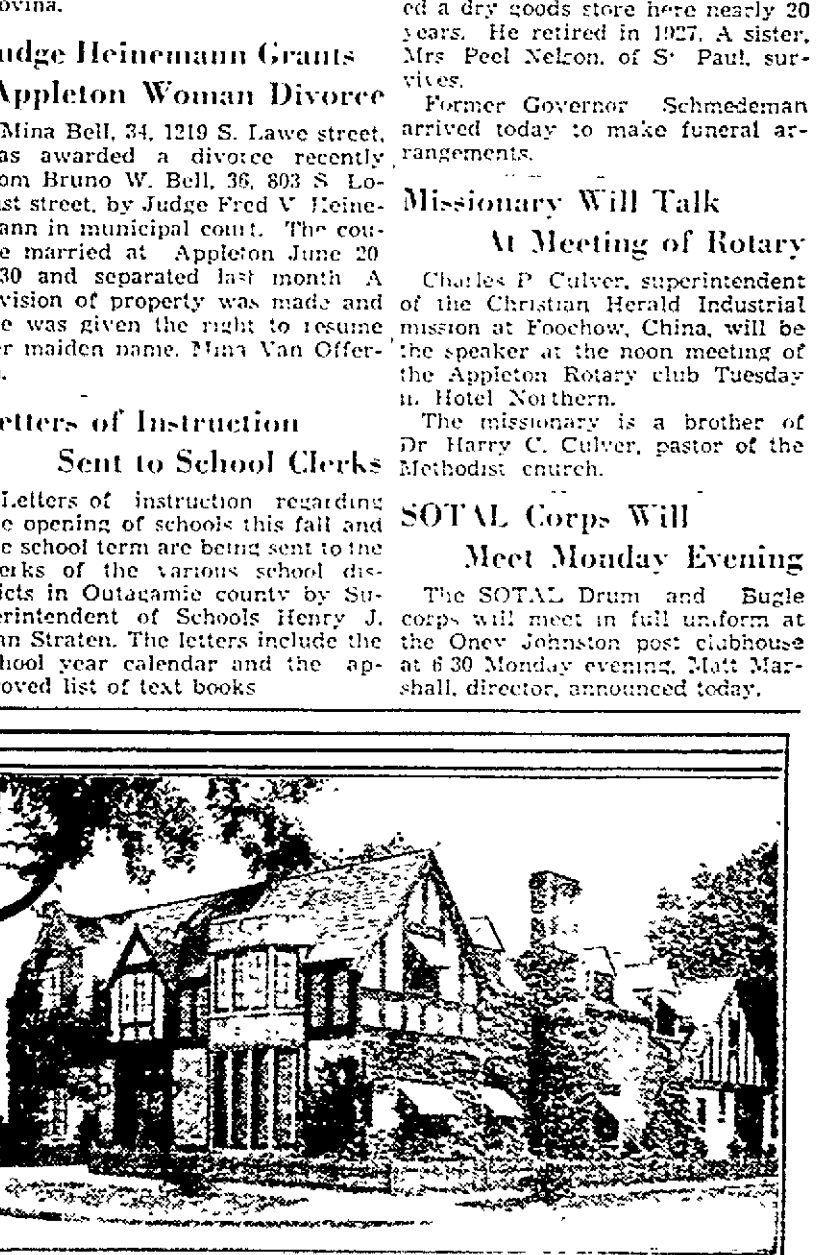 ovina.
udge Heinemann Grants
Appleton Woman Divorce
Mina Bell, 34, 1219 S. Lawe street,
as awarded a divorce recently
om Bruno W. Bell, 36, 803 S Lo-
ust street, by Judge Fred V Heine-
ann in municipal court. The cou-
e married at Appleton June 20
30 and separated last month A
vision of property was made and
e was given the right to resume
er maiden name, Mina Van Offer-
etters of Instruction
Sent to School Clerks
Letters of instruction regarding
e opening of schools this fall and
e school term are being sent to the
erks of the various school dis-
icts in Outagamie county by Su-
erintendent of Schools Henry J.
an Straten. The letters include the
hool year calendar and the ap-
roved list of text books
ed a dry goods store here nearly 20
years. He retired in 1927. A sister,
Mrs Peel Nelson, of St Paul, sur-
vives.
Former Governor Schmedeman
arrived today to make funeral ar-
rangements.
Missionary Will Talk
At Meeting of Rotary
Charles P Culver, superintendent
of the Christian Herald Industrial
mission at Foochow, China, will be
the speaker at the noon meeting of
the Appleton Rotary club Tuesday
in Hotel Northern.
The missionary is a brother of
Dr Harry C. Culver, pastor of the
Methodist church.
SOTAL Corps Will
Meet Monday Evening
The SOTAL Drum and Bugle
corps will meet in full uniform at
the Oney Johnston post clubhouse
at 6 30 Monday evening, Matt Mar-
shall, director, announced today.